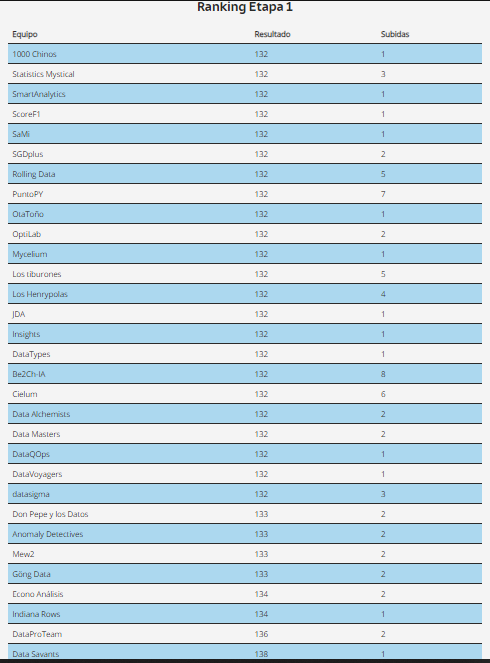 Ranking Etapa 1
Equipo Resultado Subidas
1000 Chinos 132 1
Statistics Mystical 132 3
SmartAnalytics 132 1
ScoreF1 132 1
SaMi 132 1
SGDplus 132 2
Rolling Data 132 5
PuntoPY 132 7
OtaToño 132 1
OptiLab 132 2
Mycelium 132 1
Los tiburones 132 5
Los Henrypolas 132 4
JDA 132 1
Insights 132 1
DataTypes 132 1
Be2Ch-IA 132 8
Cielum 132 6
Data Alchemists 132 2
Data Masters 132 2
DataQOps 132 1
DataVoyagers 132 1
datasigma 132 3
Don Pepe y los Datos 133 2
Anomaly Detectives 133 2
Mew2 133 2
Göng Data 133 2
Econo Análisis 134 2
Indiana Rows 134 1
DataProTeam 136 2
Data Savants 138 1